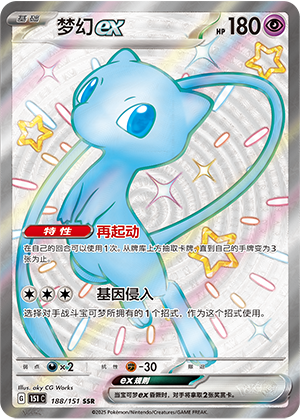 基础
梦幻ex
HP 180
特性 再起动
在自己的回合可以使用1次。从牌库上方抽取卡牌,直到自己的手牌变为3
张为止。
基因侵入
选择对手战斗宝可梦所拥有的1个招式,作为这个招式使用。
Illus. oky CG Works
弱点 ×2 抗性 -30 撤退
G 151 C 188/151 SSR
ex规则
当宝可梦ex昏厥时,对手将拿取2张奖赏卡。
©2025 Pokémon/Nintendo/Creatures/GAME FREAK.